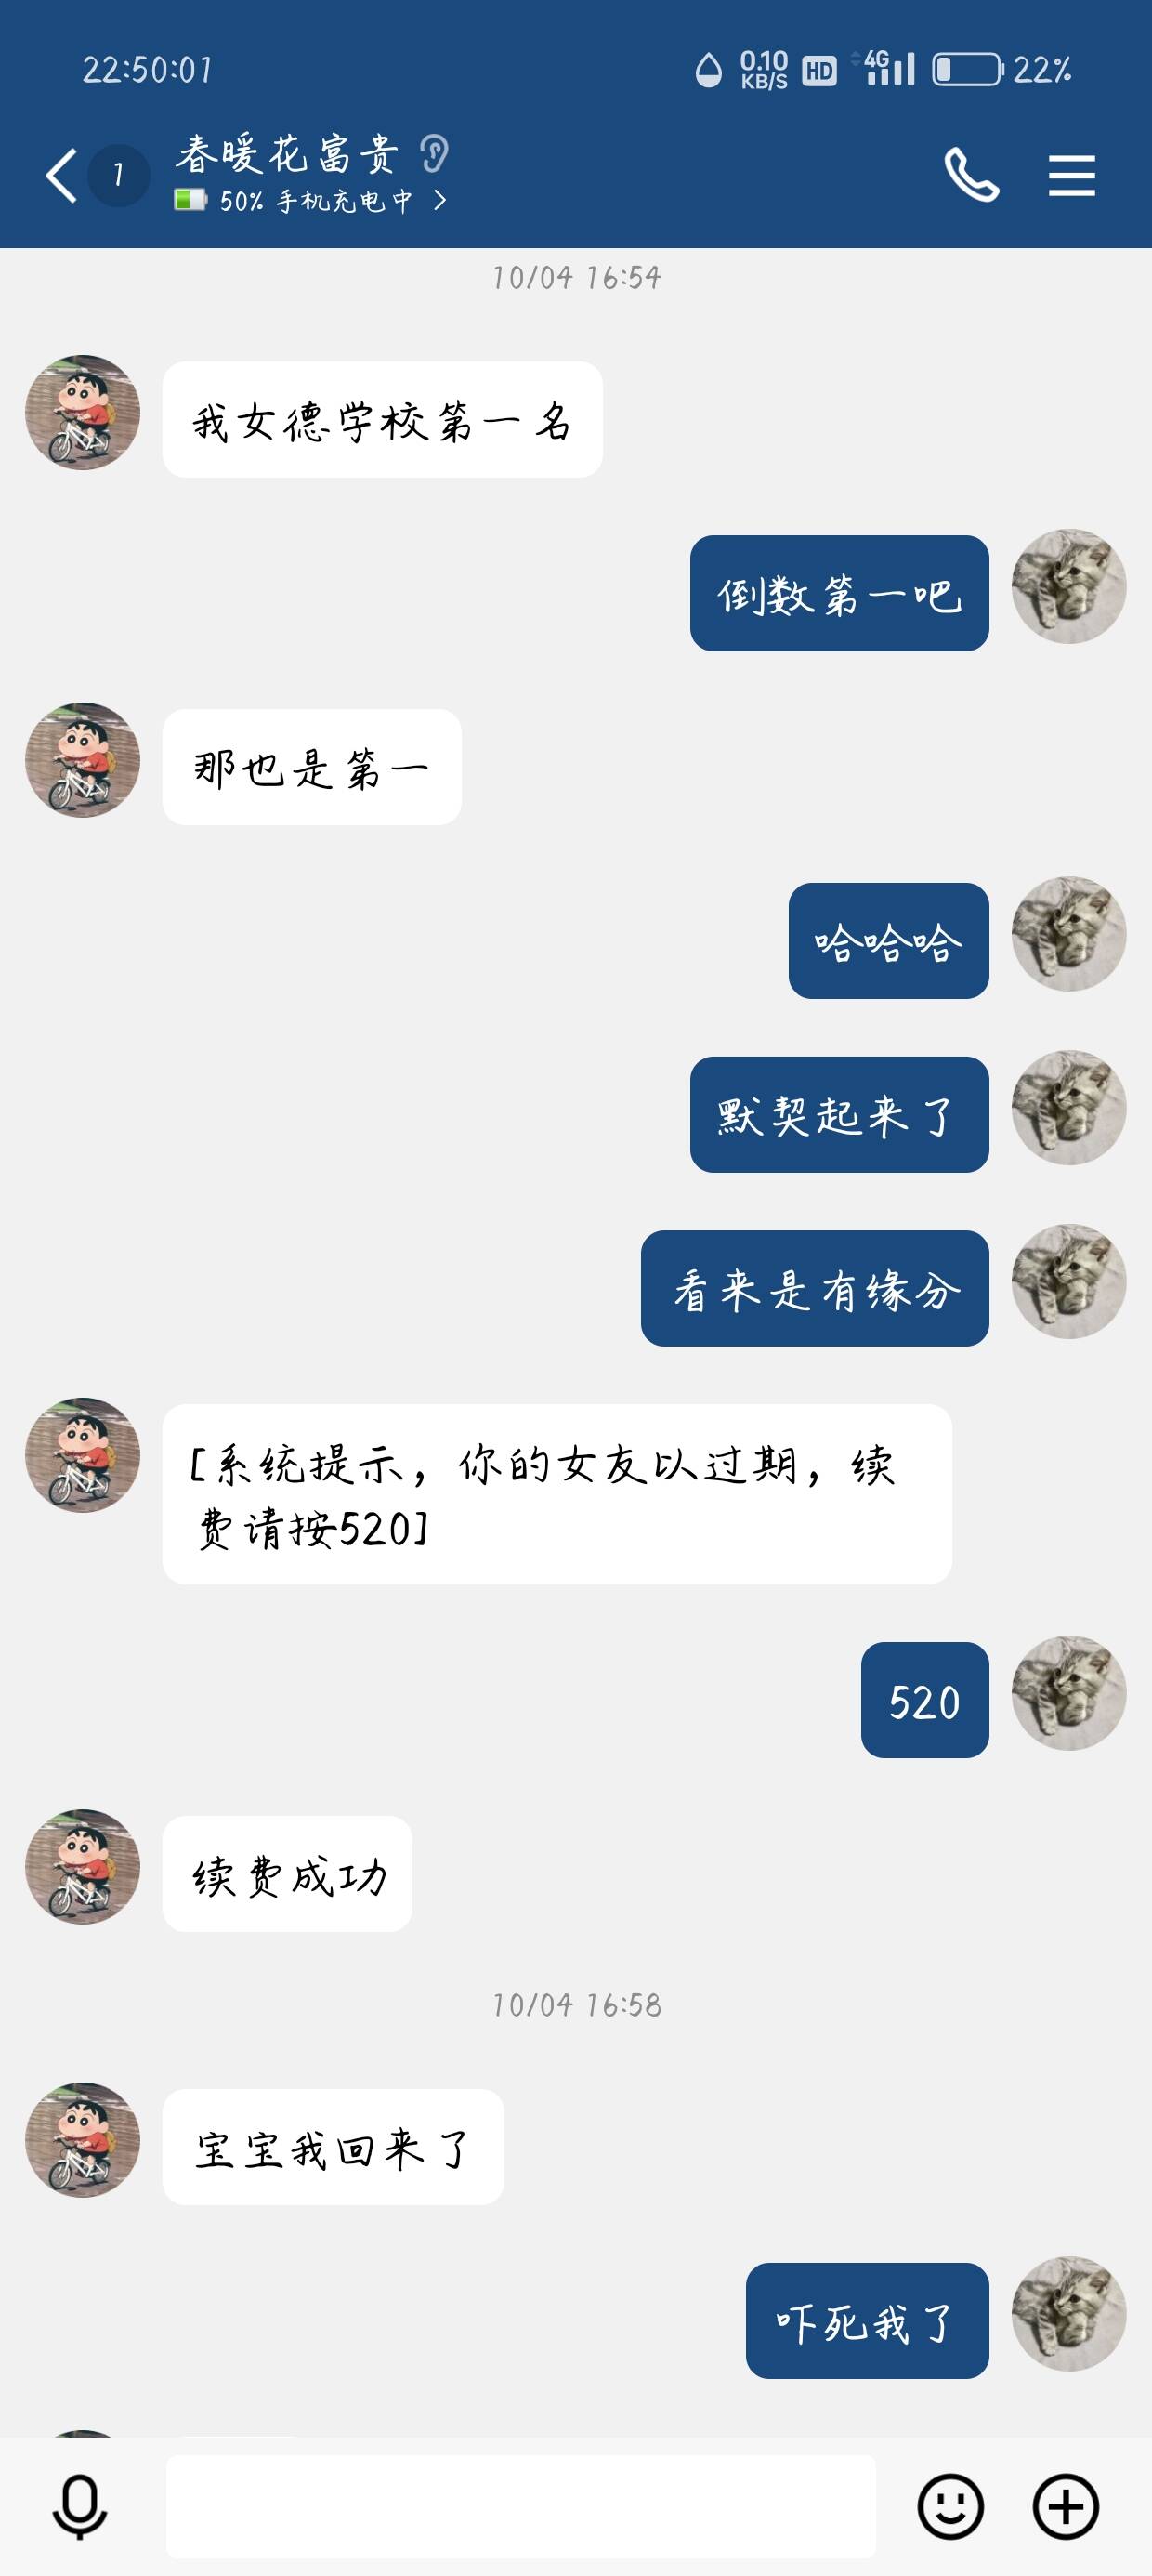 22:50:01
0.10
KB/S
HD
4G
22%
1
春暖花富贵
50% 手机充电中
10/04 16:54
我女德学校第一名
倒数第一吧
那也是第一
哈哈哈
默契起来了
看来是有缘分
[系统提示，你的女友以过期，续
费请按520]
520
续费成功
10/04 16:58
宝宝我回来了
吓死我了